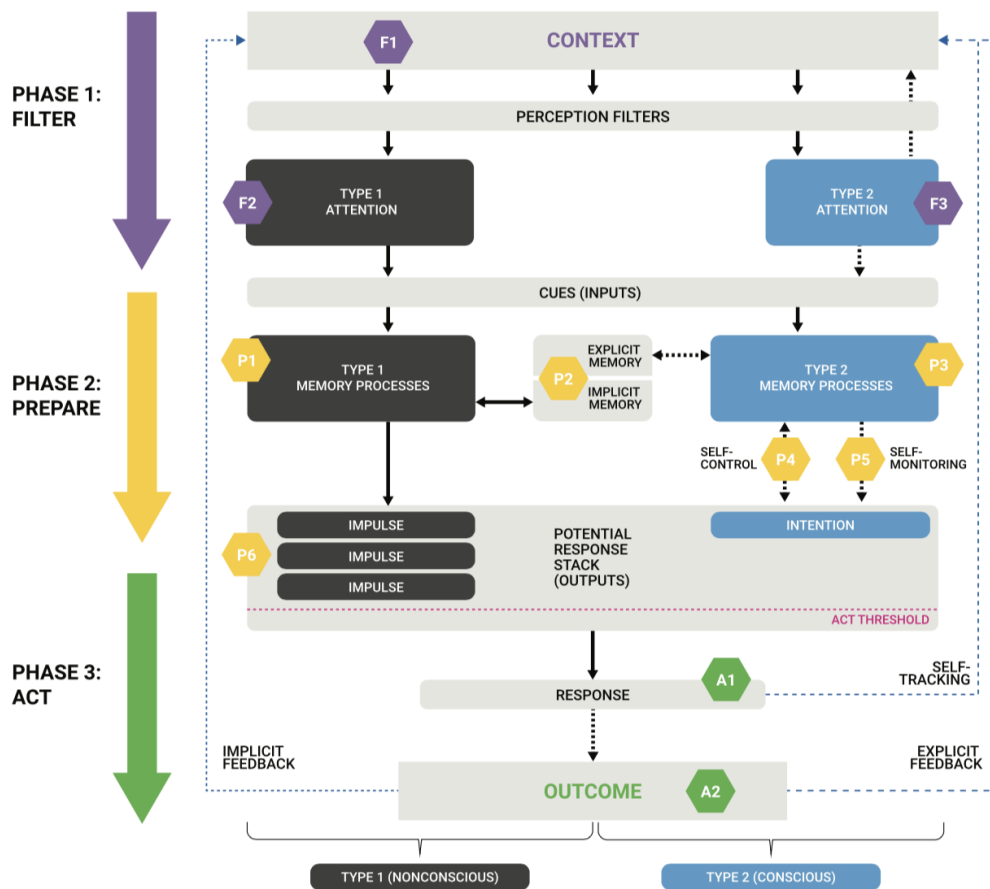 F1
CONTEXT
PHASE 1:
FILTER
PERCEPTION FILTERS
F2
TYPE 1
ATTENTION
TYPE 2
ATTENTION
F3
CUES (INPUTS)
PHASE 2:
PREPARE
P1
TYPE 1
MEMORY PROCESSES
P2
EXPLICIT
MEMORY
IMPLICIT
MEMORY
TYPE 2
MEMORY PROCESSES
P3
SELF-
CONTROL
P4
P5
SELF-
MONITORING
P6
IMPULSE
IMPULSE
IMPULSE
POTENTIAL
RESPONSE
STACK
(OUTPUTS)
INTENTION
ACT THRESHOLD
PHASE 3:
ACT
RESPONSE
A1
SELF-
TRACKING
IMPLICIT
FEEDBACK
EXPLICIT
FEEDBACK
OUTCOME
A2
TYPE 1 (NONCONSCIOUS)
TYPE 2 (CONSCIOUS)